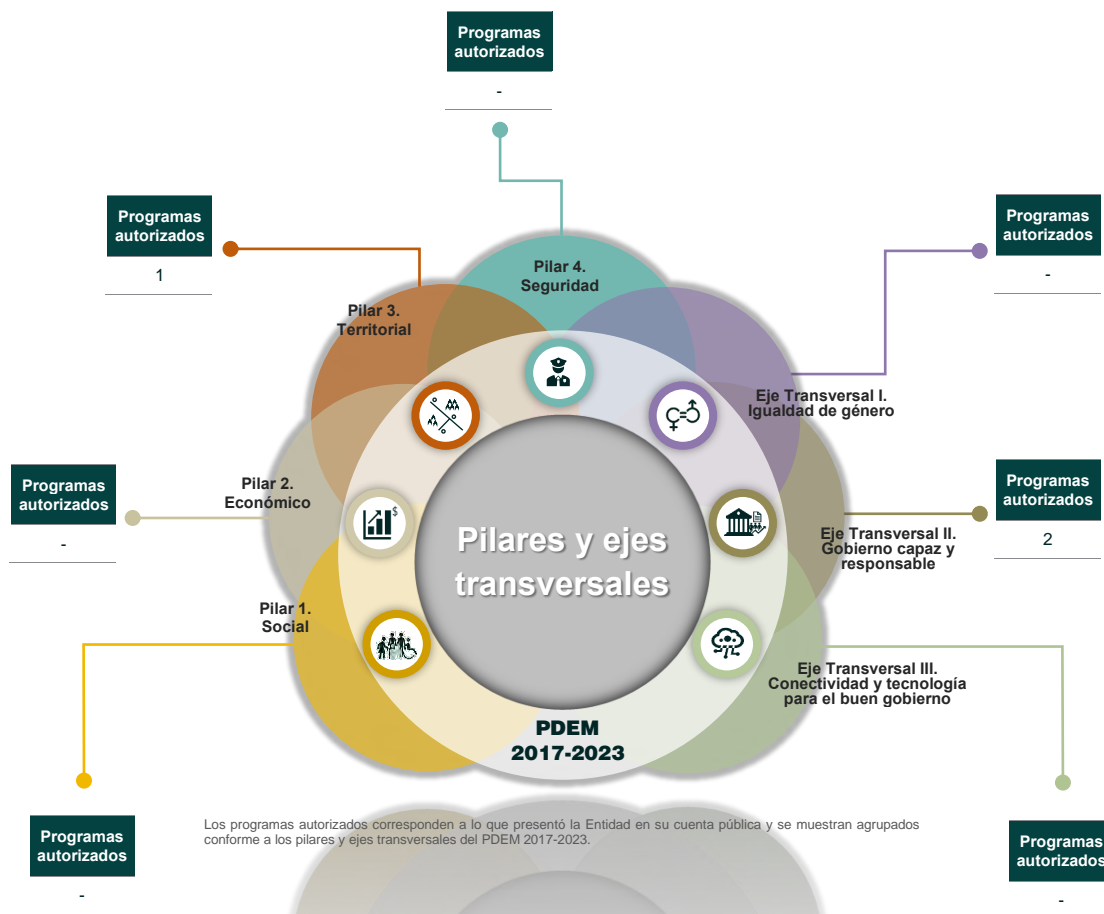 Programas
autorizados
-
Programas
autorizados
1
Programas
autorizados
-
Pilar 4.
Seguridad
Pilar 3.
Territorial
Eje Transversal I.
Igualdad de género
Programas
autorizados
-
Pilar 2.
Económico
Programas
autorizados
2
$
Pilares y ejes
transversales
Eje Transversal II.
Gobierno capaz y
responsable
Pilar 1.
Social
Eje Transversal III.
Conectividad y tecnología
para el buen gobierno
PDEM
2017-2023
Programas
autorizados
-
Los programas autorizados corresponden a lo que presentó la Entidad en su cuenta pública y se muestran agrupados
conforme a los pilares y ejes transversales del PDEM 2017-2023.
Programas
autorizados
-